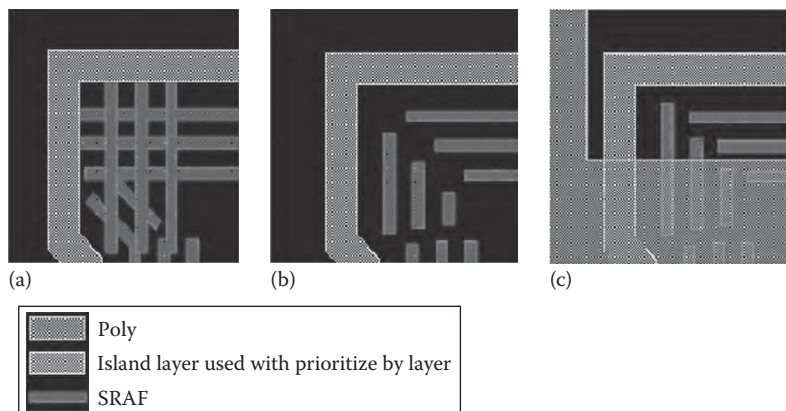 (a)
(b)
(c)
Poly
Island layer used with prioritize by layer
SRAF